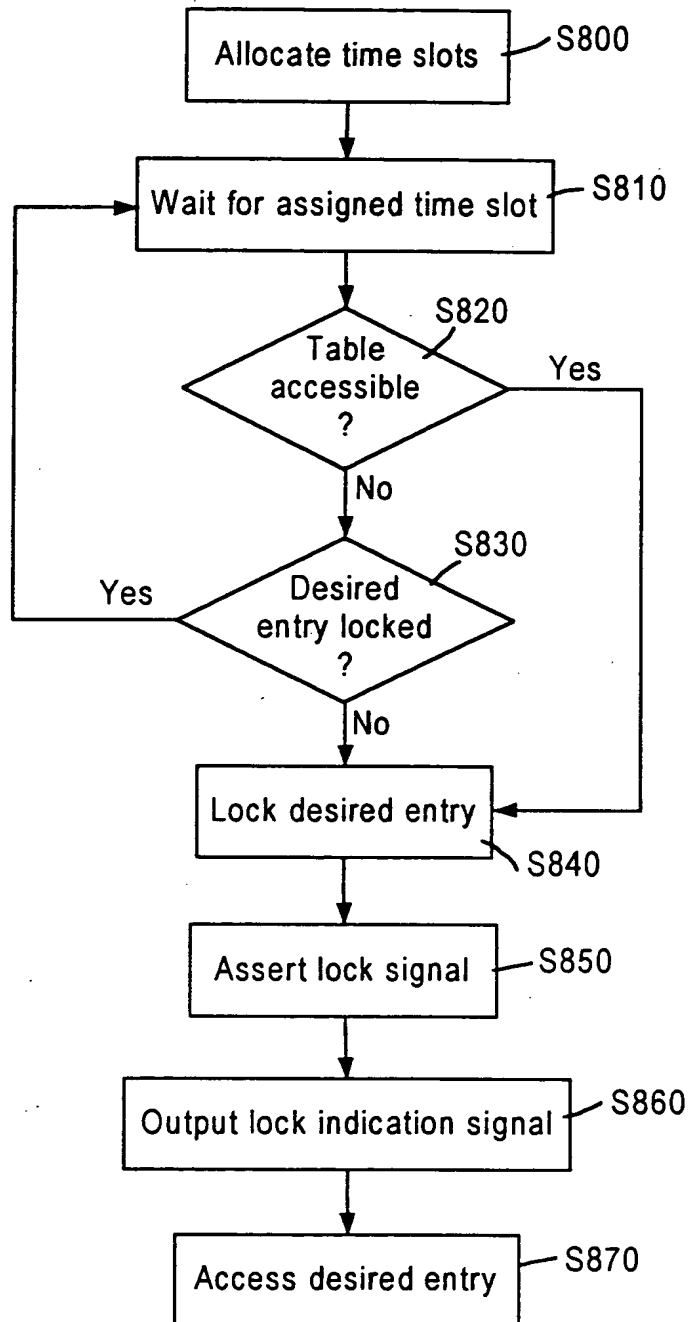 Allocate time slots
S800
Wait for assigned time slot
S810
S820
Table
accessible
?
Yes
No
S830
Desired
entry locked
?
Yes
No
Lock desired entry
S840
Assert lock signal
S850
Output lock indication signal
S860
Access desired entry
S870